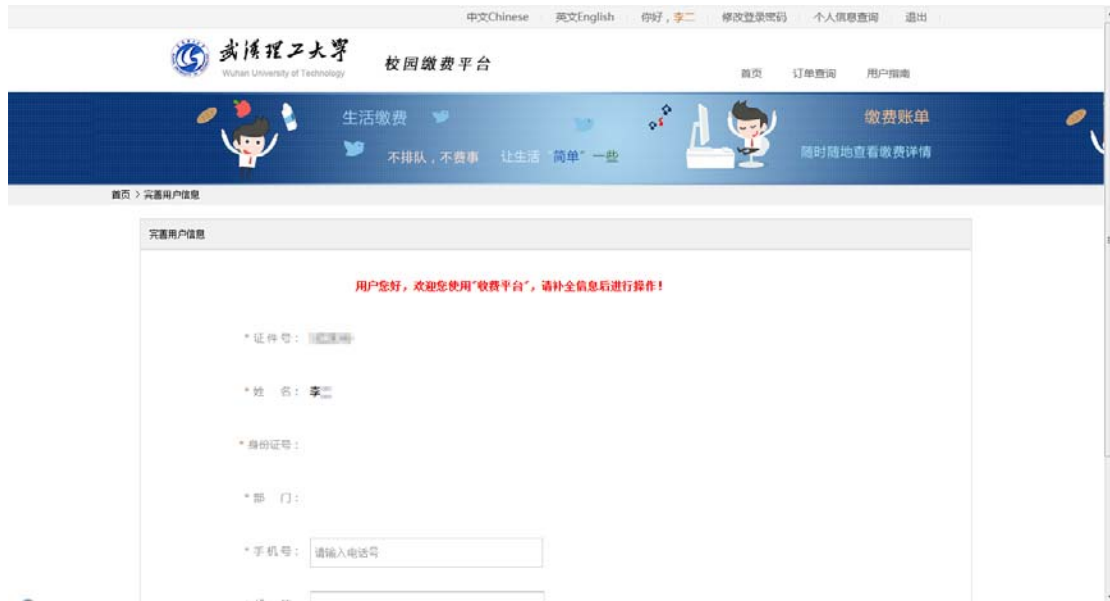 中文Chinese 英文English 你好，李二 修改登录密码 个人信息查询 退出
武汉理工大学 校园缴费平台
Wuhan University of Technology
首页 订单查询 用户指南
生活缴费 缴费账单
不排队，不费事 让生活“简单”一些 随时随地查看缴费详情
首页 > 完善用户信息
完善用户信息
用户您好，欢迎您使用"收费平台"，请补全信息后进行操作！
* 证 件 号：
* 姓 名： 李
* 身份证号：
* 部 门：
* 手 机 号： 请输入电话号